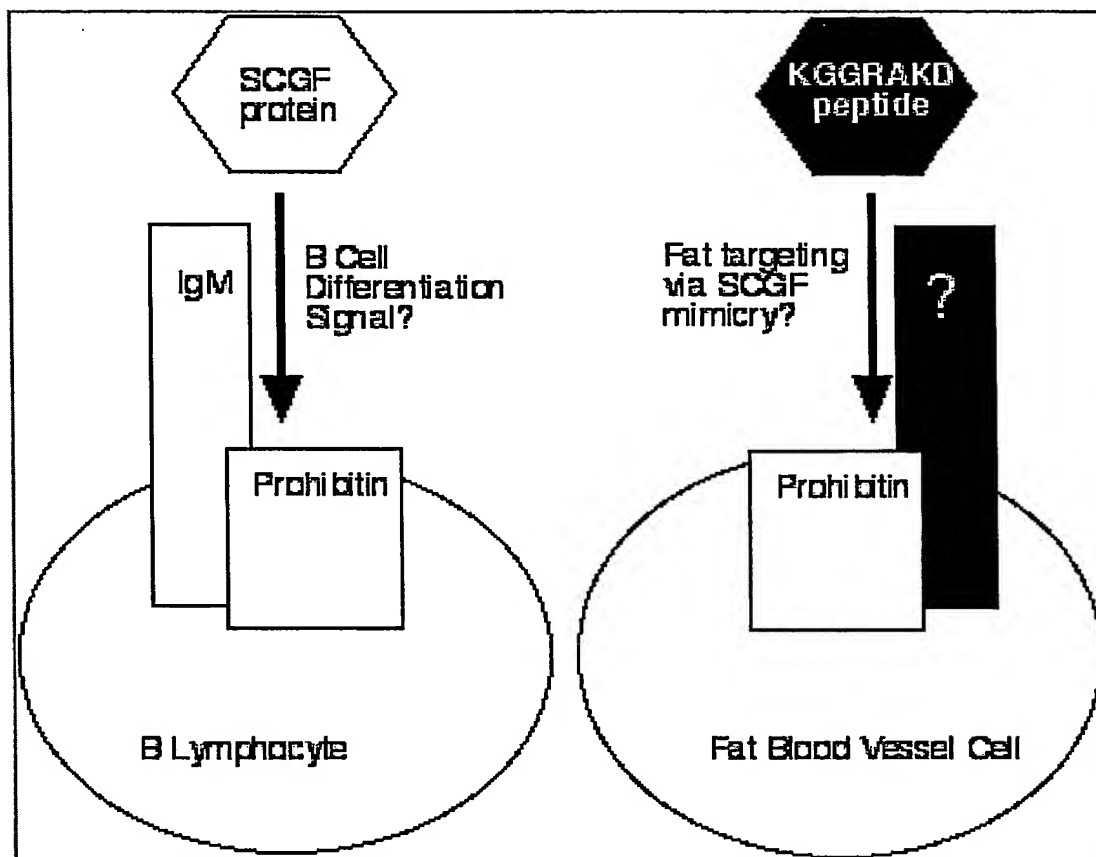 SCGF
protein
KGGRAKD
peptide
IgM
B Cell
Differentiation
Signal?
Fat targeting
via SCGF
mimicry?
?
Prohibitin
Prohibitin
B Lymphocyte
Fat Blood Vessel Cell